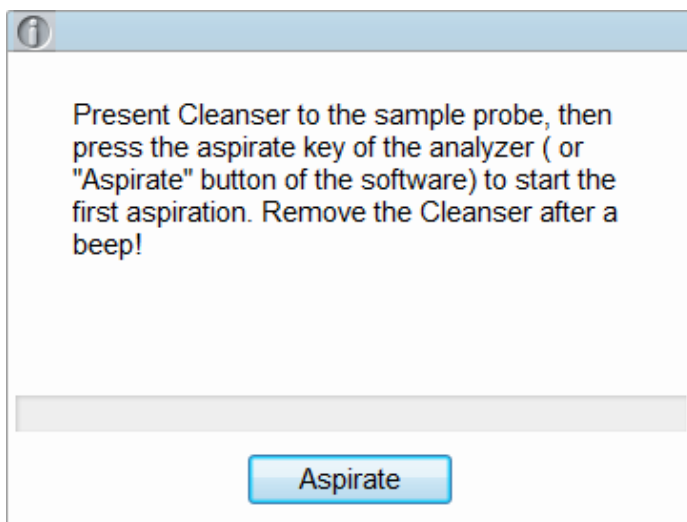 Present Cleanser to the sample probe, then
press the aspirate key of the analyzer ( or
"Aspirate" button of the software) to start the
first aspiration. Remove the Cleanser after a
beep!
Aspirate